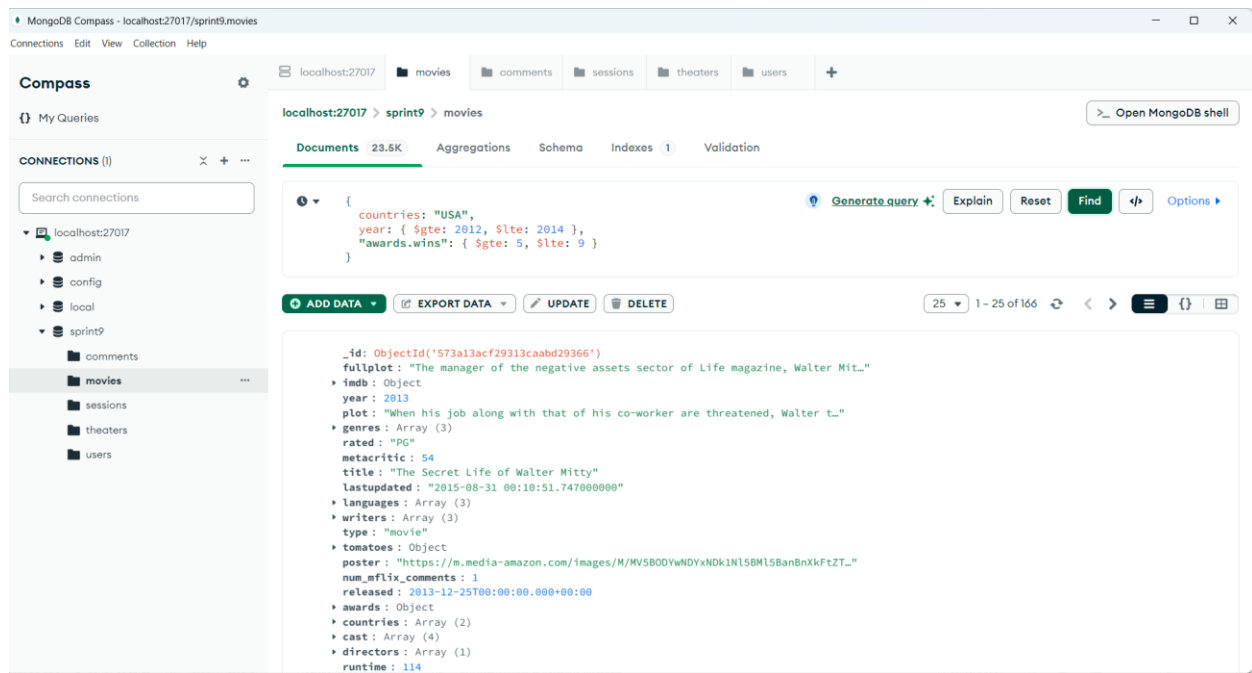 MongoDB Compass - localhost:27017/sprint9.movies
Connections Edit View Collection Help
Compass
{} My Queries
CONNECTIONS (1)
Search connections
localhost:27017
admin
config
local
sprint9
comments
movies
sessions
theaters
users
localhost:27017 movies comments sessions theaters users +
localhost:27017 > sprint9 > movies
>_ Open MongoDB shell
Documents 23.5K Aggregations Schema Indexes 1 Validation
{
countries: "USA",
year: { $gte: 2012, $lte: 2014 },
"awards.wins": { $gte: 5, $lte: 9 }
}
Generate query Explain Reset Find </> Options
ADD DATA EXPORT DATA UPDATE DELETE
25 1 – 25 of 166 {}
_id: ObjectId('573a13acf29313caabd29366')
fullplot : "The manager of the negative assets sector of Life magazine, Walter Mit…"
imdb : Object
year : 2013
plot : "When his job along with that of his co-worker are threatened, Walter t…"
genres : Array (3)
rated : "PG"
metacritic : 54
title : "The Secret Life of Walter Mitty"
lastupdated : "2015-08-31 00:10:51.747000000"
languages : Array (3)
writers : Array (3)
type : "movie"
tomatoes : Object
poster : "https://m.media-amazon.com/images/M/MV5BODYwNDYxNDk1Nl5BMl5BanBnXkFtZT…"
num_mflix_comments : 1
released : 2013-12-25T00:00:00.000+00:00
awards : Object
countries : Array (2)
cast : Array (4)
directors : Array (1)
runtime : 114